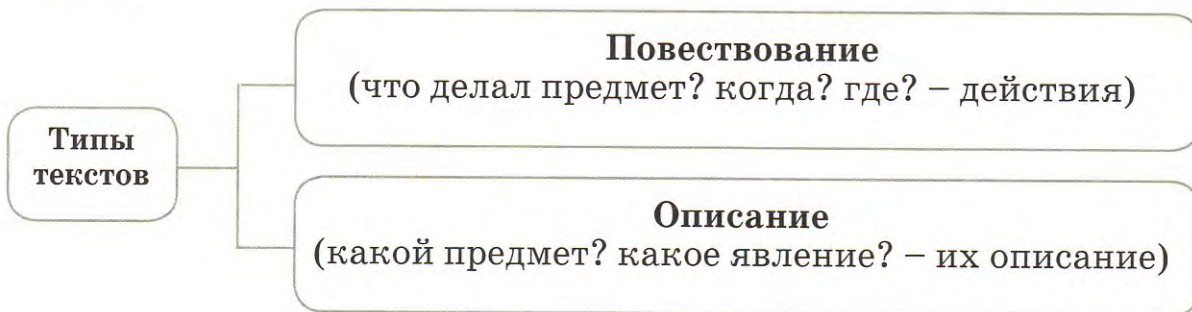 Типы
текстов
Повествование
(что делал предмет? когда? где? – действия)
Описание
(какой предмет? какое явление? – их описание)